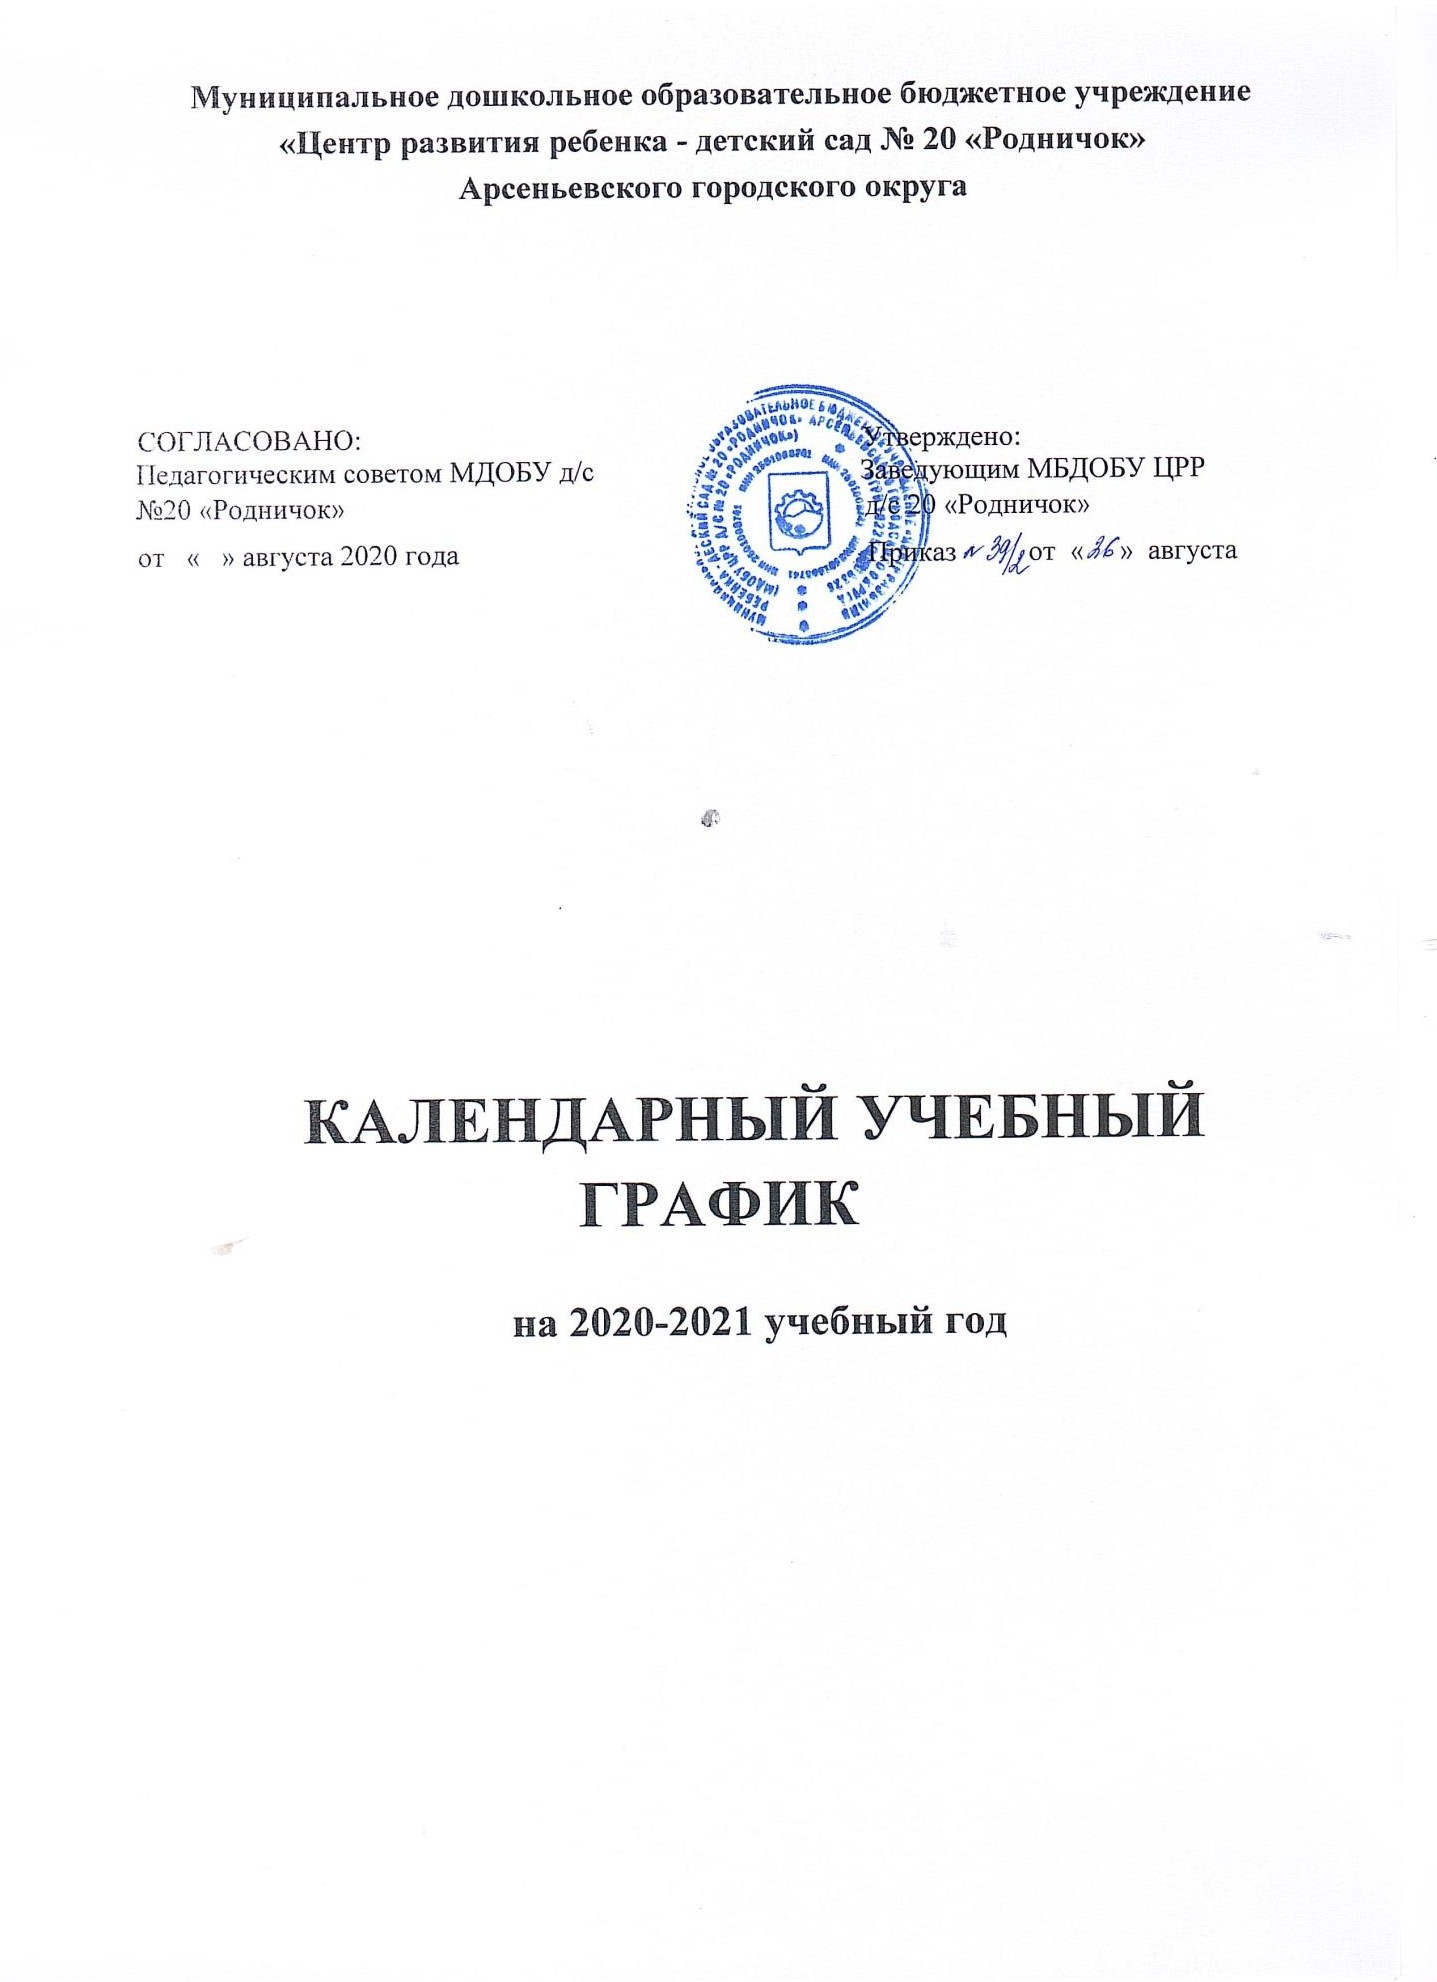 Муниципальное дошкольное образовательное бюджетное учреждение
«Центр развития ребенка - детский сад № 20 «Родничок»
Арсеньевского городского округа
СОГЛАСОВАНО:
Педагогическим советом МДОБУ д/с
№20 «Родничок»
от « » августа 2020 года
Утверждено:
Заведующим МБДОБУ ЦРР
д/с 20 «Родничок»
Приказ № 39/2 от «26» августа
КАЛЕНДАРНЫЙ УЧЕБНЫЙ
ГРАФИК
на 2020-2021 учебный год